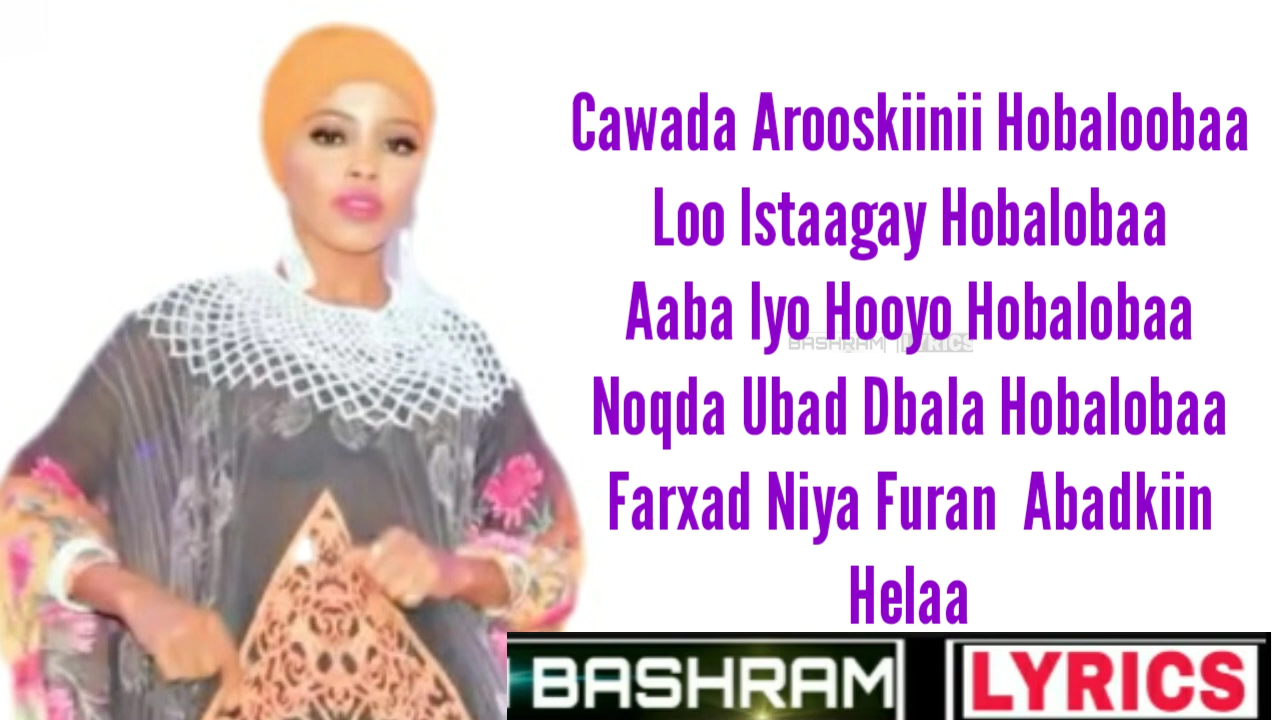 Cawada Arooskiinii Hobaloobaa
Loo Istaagay Hobalobaa
Aaba Iyo Hooyo Hobalobaa
BASHRAM LYRICS
Noqda Ubad Dbala Hobalobaa
Farxad Niya Furan Abadkiin
Helaa
BASHRAM LYRICS